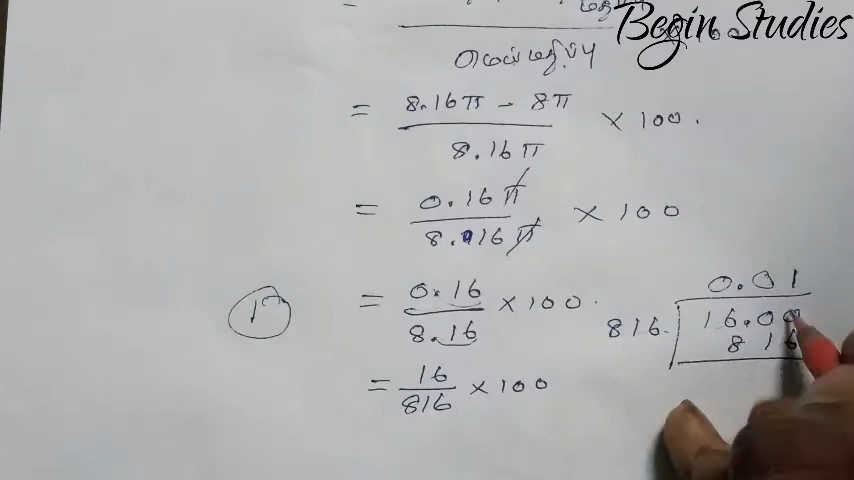 Begin Studies
மெய்மதிப்பு
= 8.16π - 8π / 8.16π × 100.
= 0.16π / 8.16π × 100
= 0.16 / 8.16 × 100.
= 16 / 816 × 100
0.01
816. 16.00
816